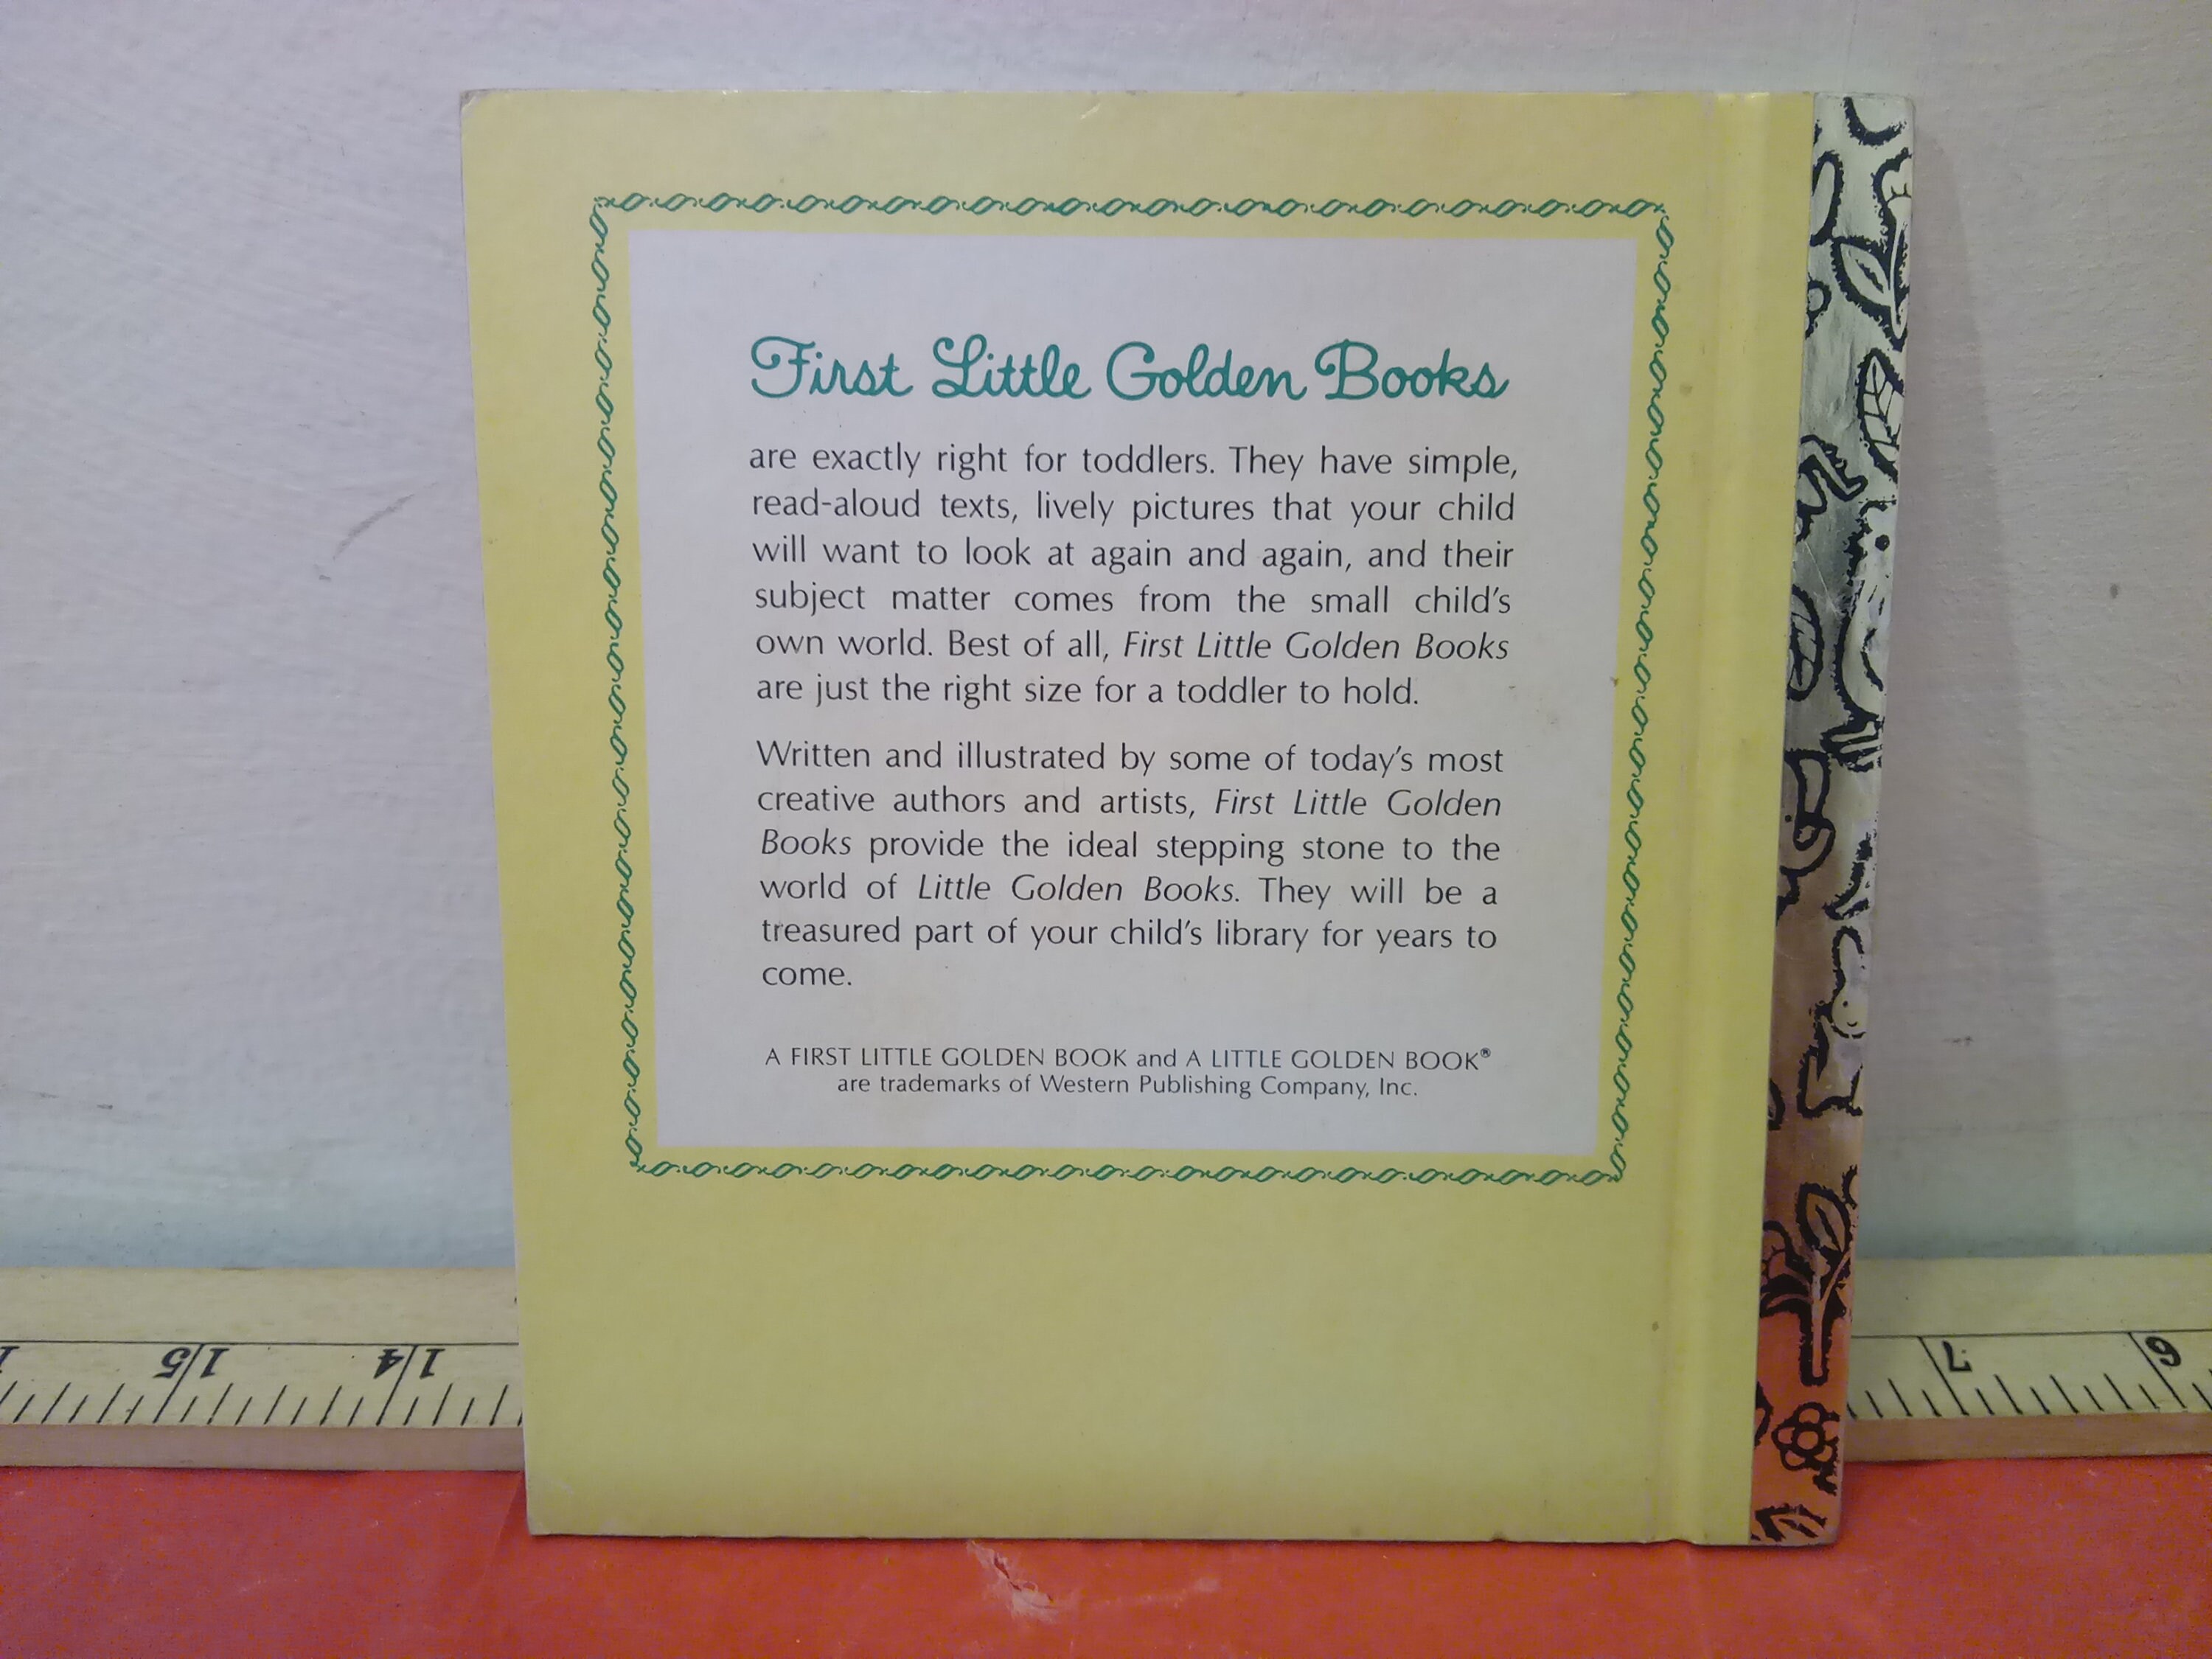 First Little Golden Books
are exactly right for toddlers. They have simple,
read-aloud texts, lively pictures that your child
will want to look at again and again, and their
subject matter comes from the small child's
own world. Best of all, First Little Golden Books
are just the right size for a toddler to hold.
Written and illustrated by some of today's most
creative authors and artists, First Little Golden
Books provide the ideal stepping stone to the
world of Little Golden Books. They will be a
treasured part of your child's library for years to
come.
A FIRST LITTLE GOLDEN BOOK and A LITTLE GOLDEN BOOK®
are trademarks of Western Publishing Company, Inc.
15 14 7 6